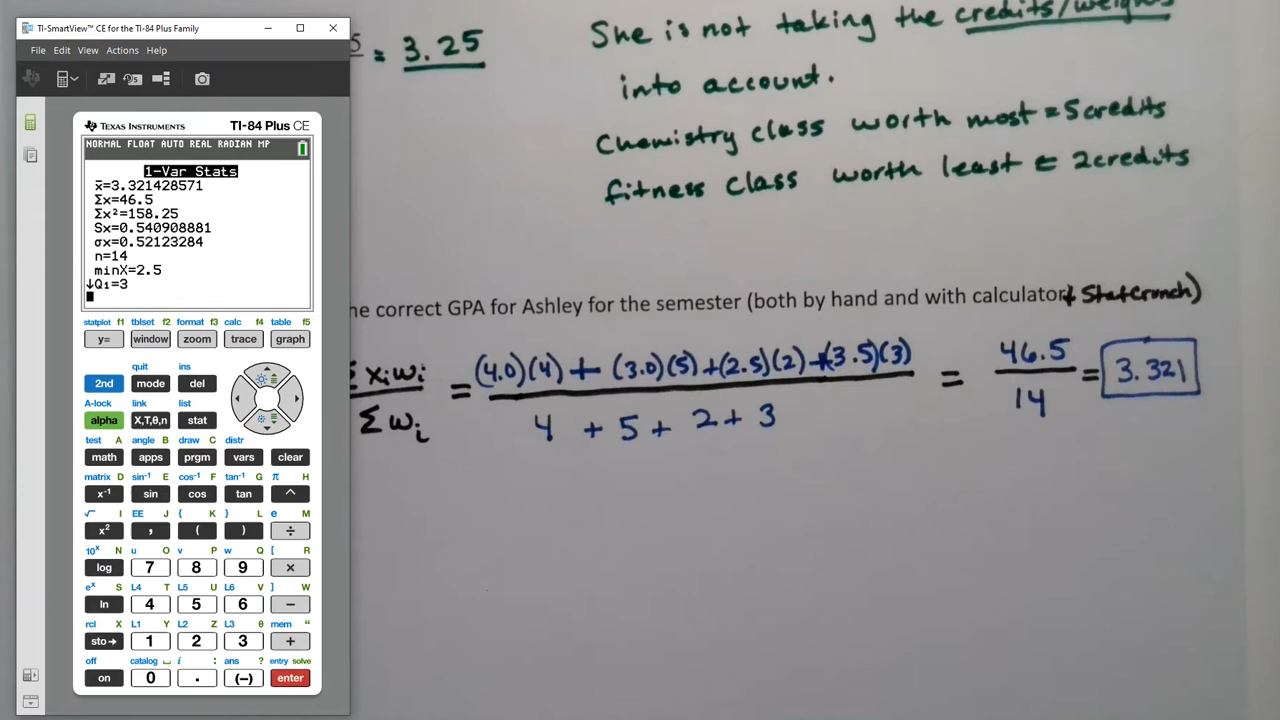 TI-SmartView™ CE for the TI-84 Plus Family
File Edit View Actions Help
TEXAS INSTRUMENTS TI-84 Plus CE
NORMAL FLOAT AUTO REAL RADIAN MP
1-Var Stats
x̄=3.321428571
Σx=46.5
Σx²=158.25
Sx=0.540908881
σx=0.52123284
n=14
minX=2.5
↓Q₁=3
statplot f1 tblset f2 format f3 calc f4 table f5
y= window zoom trace graph
quit ins
2nd mode del
A-lock link list
alpha X,T,θ,n stat
test A angle B draw C distr
math apps prgm vars clear
matrix D sin⁻¹ E cos⁻¹ F tan⁻¹ G π H
x⁻¹ sin cos tan ^
√ I EE J { K } L e M
x² , ( ) ÷
10ˣ N u O v P w Q [ R
log 7 8 9 ×
eˣ S L4 T L5 U L6 V ] W
ln 4 5 6 −
rcl X L1 Y L2 Z L3 θ mem "
sto→ 1 2 3 +
off catalog i : ans ? entry solve
on 0 . (−) enter
5 = 3.25
She is not taking the credits/weights
into account.
Chemistry class worth most = 5 credits
fitness class worth least ∈ 2 credits
he correct GPA for Ashley for the semester (both by hand and with calculator + StatCrunch)
Σ xᵢwᵢ = (4.0)(4) + (3.0)(5) + (2.5)(2) + (3.5)(3) = 46.5 = 3.321
Σ wᵢ 4 + 5 + 2 + 3 14